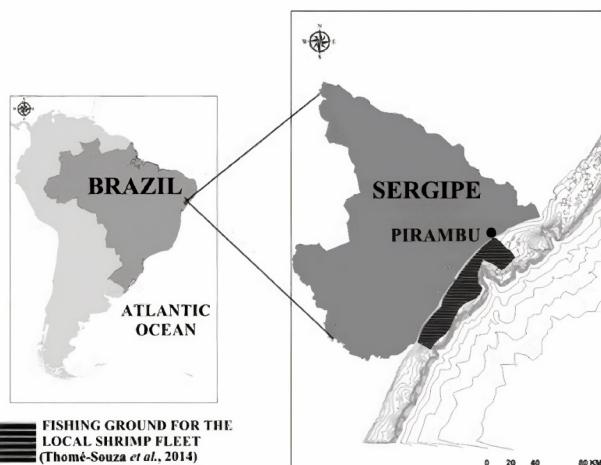 BRAZIL
ATLANTIC
OCEAN
FISHING GROUND FOR THE
LOCAL SHRIMP FLEET
(Thomé-Souza et al., 2014)
N
W
E
S
SERGIPE
PIRAMBU
0 20 40 80 KM